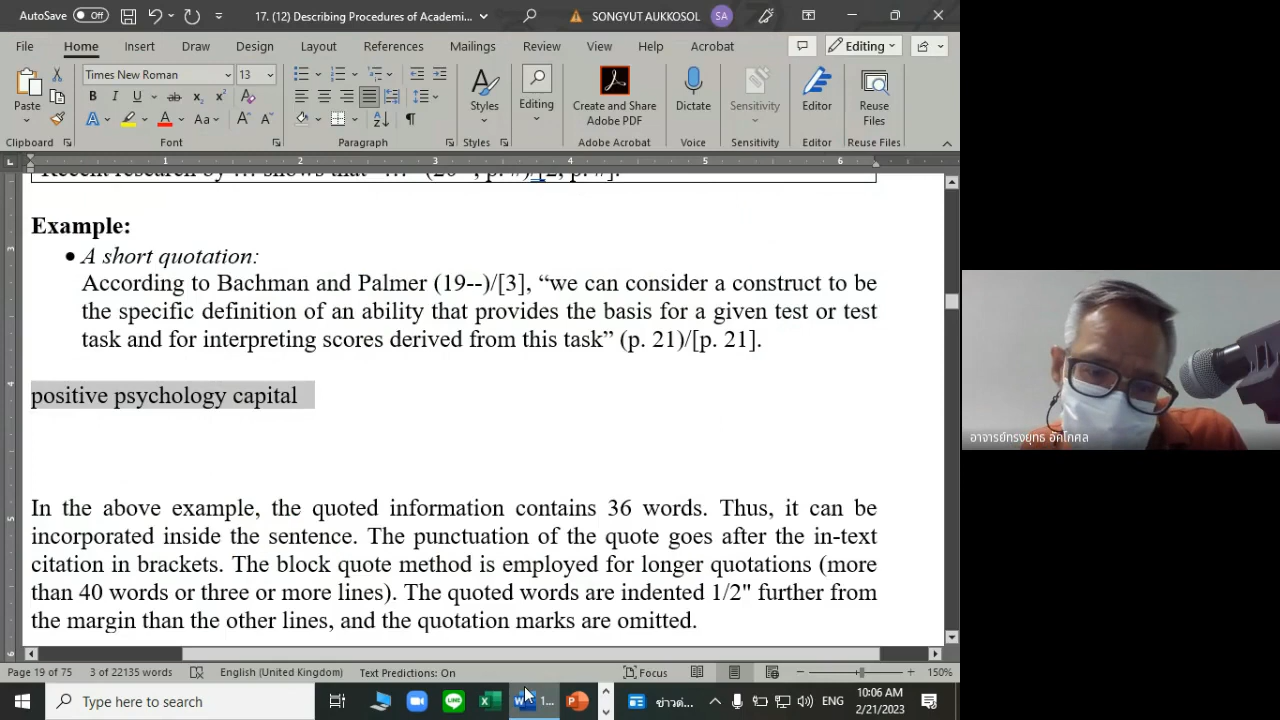 AutoSave Off 17. (12) Describing Procedures of Academi... SONGYUT AUKKOSOL SA
File Home Insert Draw Design Layout References Mailings Review View Help Acrobat Editing
Times New Roman 13
Paste Styles Editing Create and Share Adobe PDF Dictate Sensitivity Editor Reuse Files
Clipboard Font Paragraph Styles Adobe Acrobat Voice Sensitivity Editor Reuse Files
1 2 3 4 5 6
Example:
• A short quotation:
According to Bachman and Palmer (19--)/[3], “we can consider a construct to be
the specific definition of an ability that provides the basis for a given test or test
task and for interpreting scores derived from this task” (p. 21)/[p. 21].
positive psychology capital
In the above example, the quoted information contains 36 words. Thus, it can be
incorporated inside the sentence. The punctuation of the quote goes after the in-text
citation in brackets. The block quote method is employed for longer quotations (more
than 40 words or three or more lines). The quoted words are indented 1/2" further from
the margin than the other lines, and the quotation marks are omitted.
อาจารย์ทรงยุทธ อัคโกศล
Page 19 of 75 3 of 22135 words English (United Kingdom) Text Predictions: On Focus 150%
Type here to search 1... ข่าวต่... ENG 10:06 AM
2/21/2023